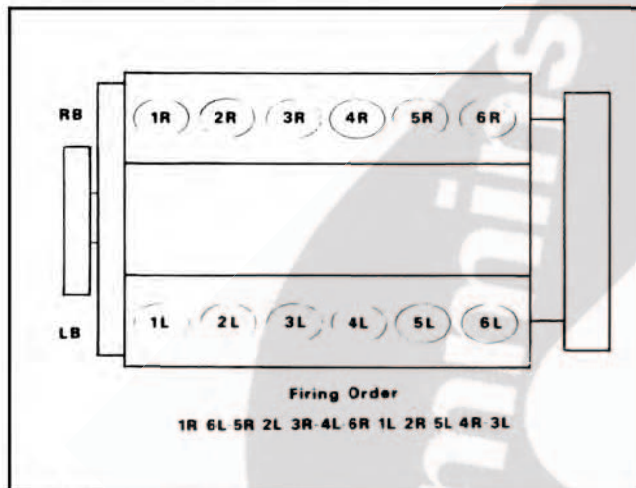 RB 1R 2R 3R 4R 5R 6R
LB 1L 2L 3L 4L 5L 6L
Firing Order
1R 6L 5R 2L 3R 4L 6R 1L 2R 5L 4R 3L